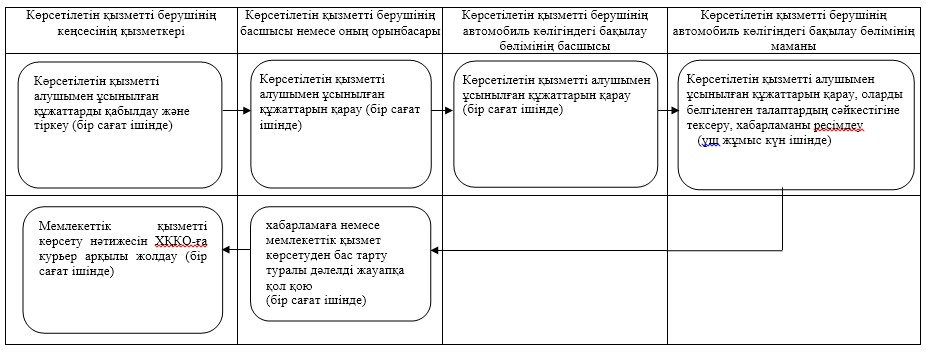 Көрсетілетін қызметті берушінің
кеңсесінің қызметкері
Көрсетілетін қызметті берушінің
басшысы немесе оның орынбасары
Көрсетілетін қызметті берушінің
автомобиль көлігіндегі бақылау
бөлімінің басшысы
Көрсетілетін қызметті берушінің
автомобиль көлігіндегі бақылау бөлімінің
маманы
Көрсетілетін қызметті
алушымен ұсынылған
құжаттарды қабылдау және
тіркеу (бір сағат ішінде)
Көрсетілетін қызметті
алушымен ұсынылған
құжаттарын қарау (бір сағат
ішінде)
Көрсетілетін қызметті алушымен
ұсынылған құжаттарын қарау
(бір сағат ішінде)
Көрсетілетін қызметті алушымен
ұсынылған құжаттарын қарау, оларды
белгіленген талаптардың сәйкестігіне
тексеру, хабарламаны ресімдеу
(үш жұмыс күн ішінде)
Мемлекеттік қызметті
көрсету нәтижесін ХККО-ға
курьер арқылы жолдау (бір
сағат ішінде)
хабарламаға немесе
мемлекеттік қызмет
көрсетуден бас тарту
туралы дәлелді жауапқа
қол қою
(бір сағат ішінде)